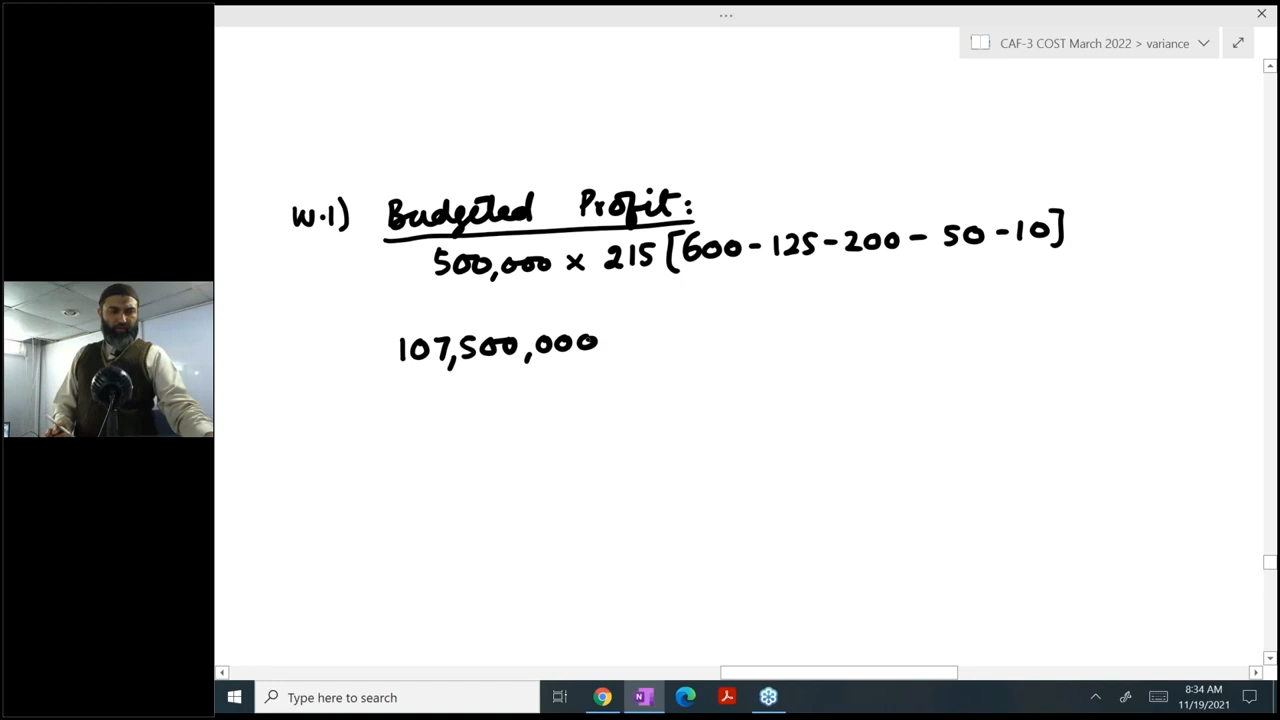 CAF-3 COST March 2022 > variance
W.1) Budgeted Profit:
500,000 × 215 [600 - 125 - 200 - 50 - 10]
107,500,000
Type here to search
8:34 AM
11/19/2021